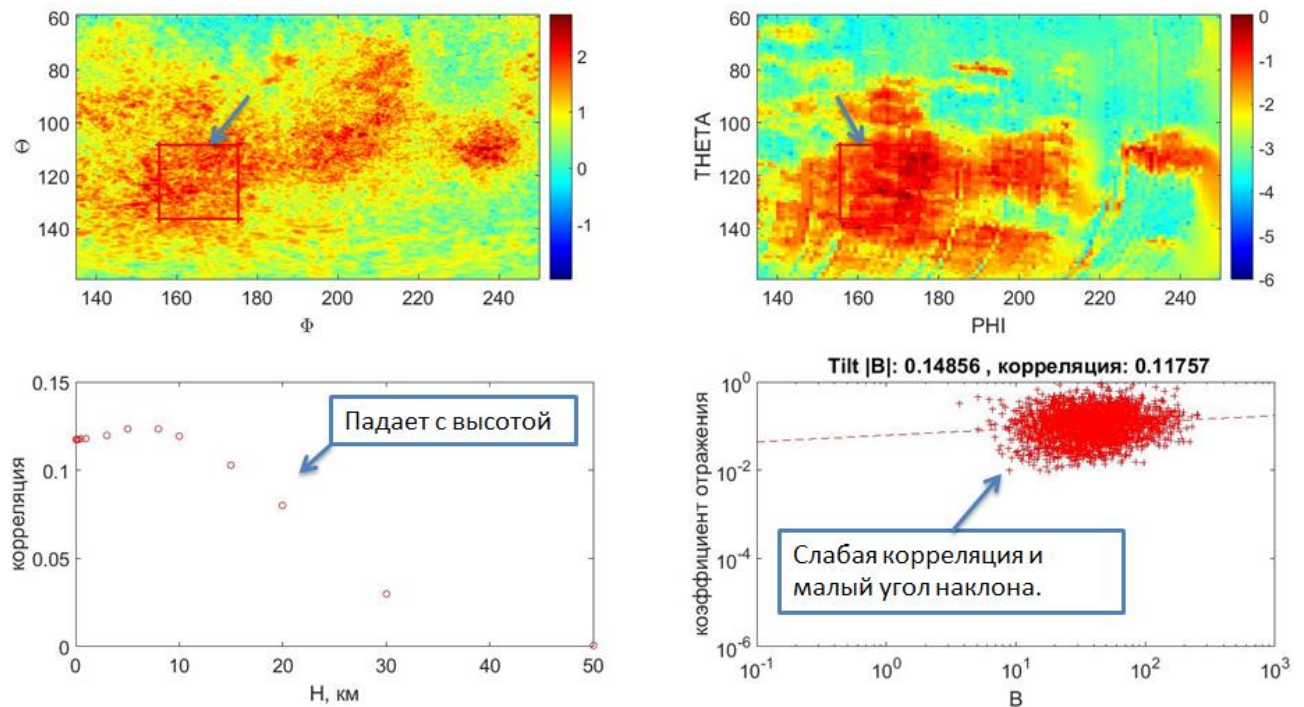 60
80
100
120
140
Θ
140 160 180 200 220 240
Φ
2
1
0
-1
60
80
100
120
140
THETA
140 160 180 200 220 240
PHI
0
-1
-2
-3
-4
-5
-6
0.15
0.1
0.05
0
корреляция
0 10 20 30 40 50
H, км
Падает с высотой
Tilt |B|: 0.14856 , корреляция: 0.11757
10^0
10^-2
10^-4
10^-6
коэффициент отражения
10^-1 10^0 10^1 10^2 10^3
B
Слабая корреляция и
малый угол наклона.